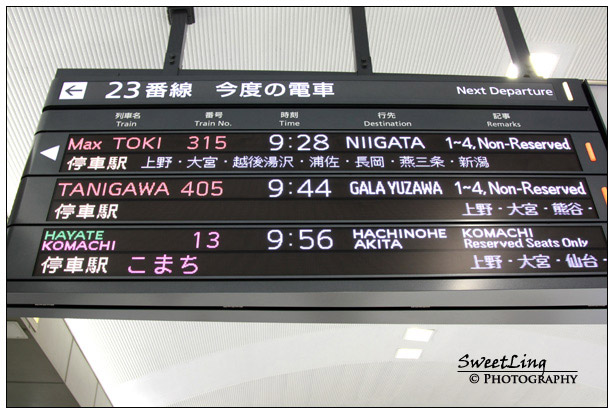 ← 23番線 今度の電車 Next Departure
列車名 番号 時刻 行先 記事
Train Train No. Time Destination Remarks
Max TOKI 315 9:28 NIIGATA 1~4, Non-Reserved
停車駅 上野・大宮・越後湯沢・浦佐・長岡・燕三条・新潟
TANIGAWA 405 9:44 GALA YUZAWA 1~4, Non-Reserved
停車駅 上野・大宮・熊谷・
HAYATE 13 9:56 HACHINOHE KOMACHI
KOMACHI AKITA Reserved Seats Only
停車駅 こまち 上野・大宮・仙台・
SweetLing
© PHOTOGRAPHY